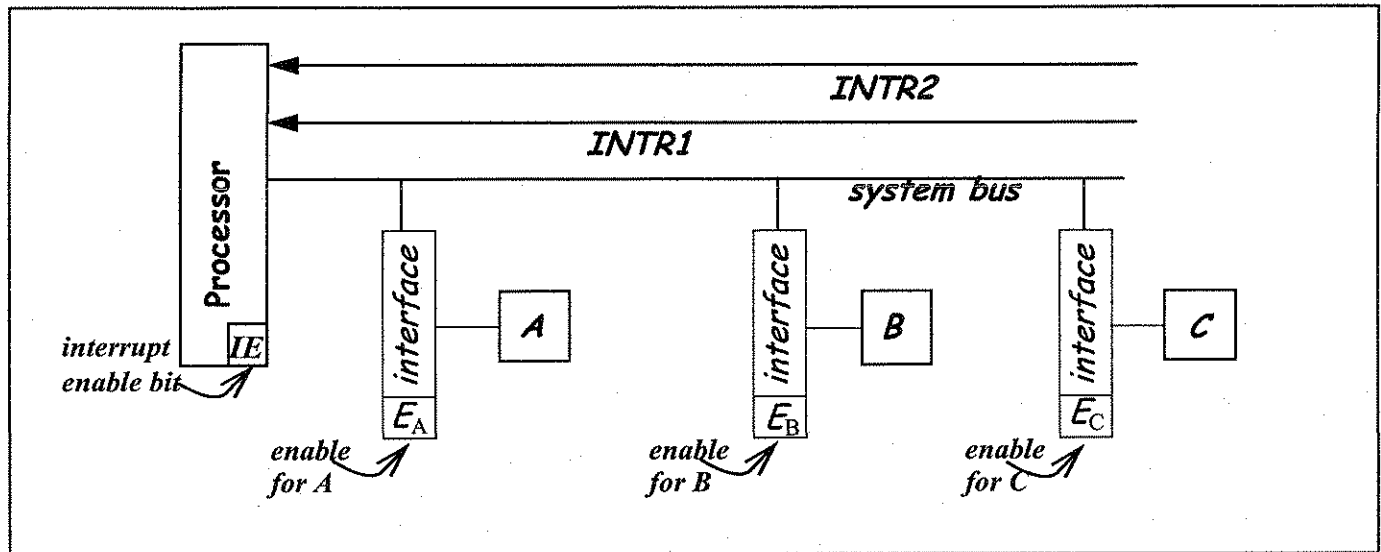 INTR2
INTR1
system bus
Processor
IE
interrupt
enable bit
interface
A
interface
B
interface
C
EA
EB
EC
enable
for A
enable
for B
enable
for C